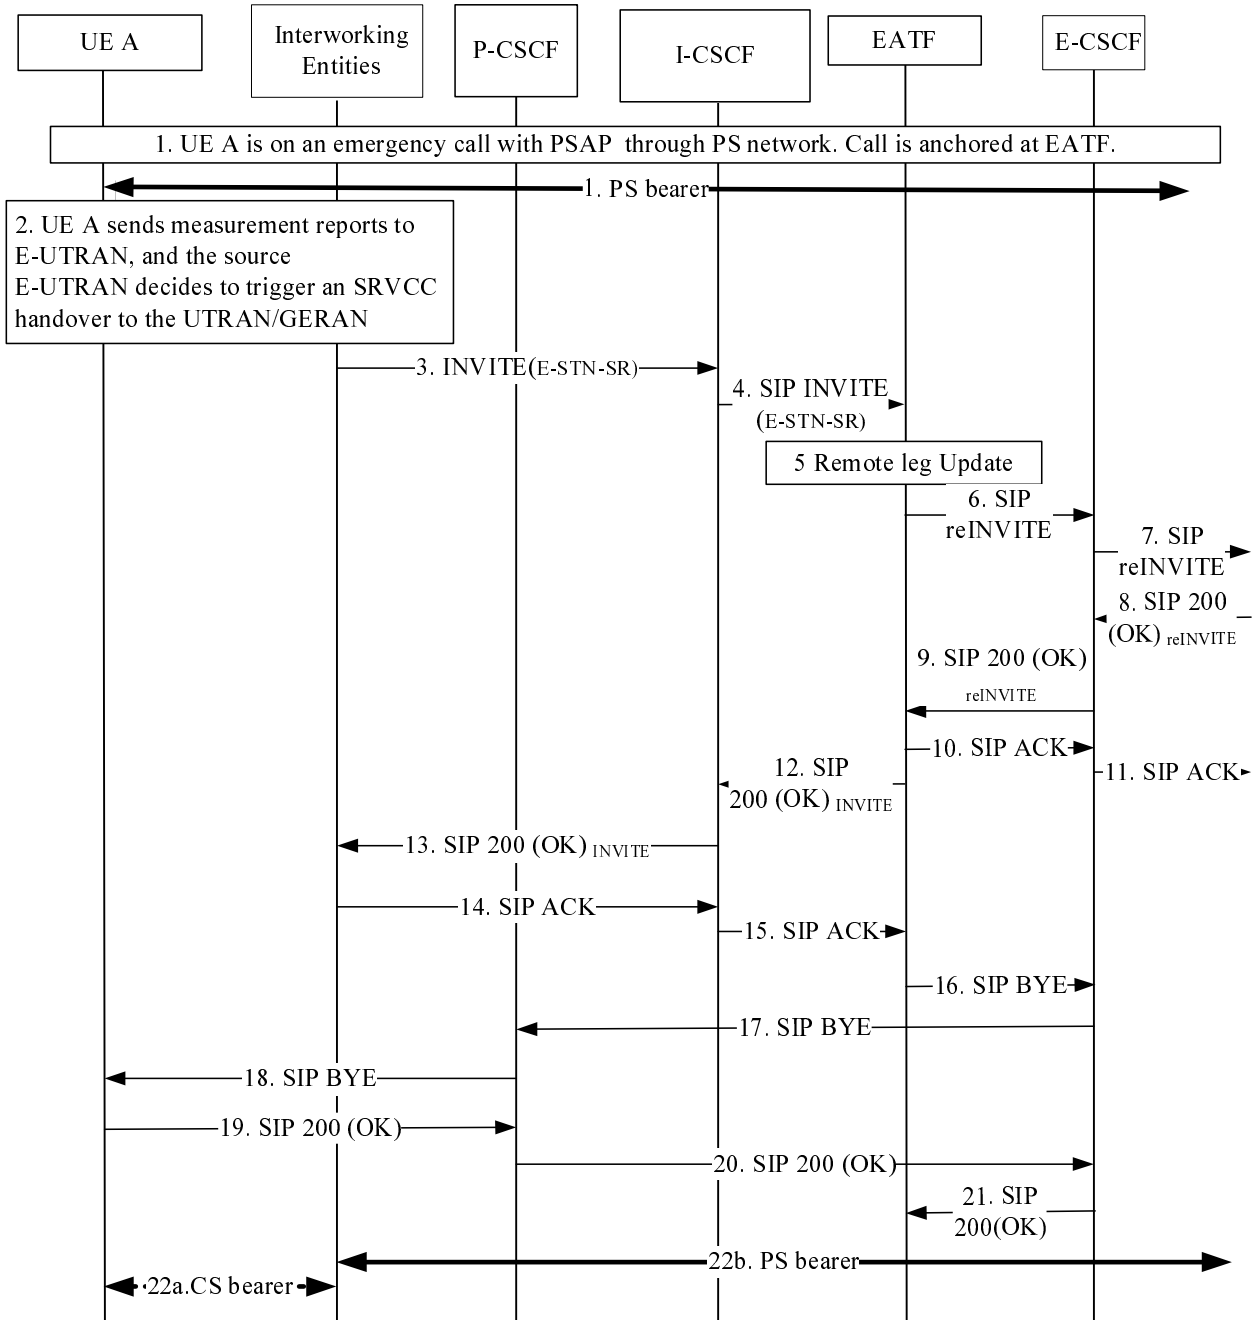 UE A
Interworking
Entities
P-CSCF
I-CSCF
EATF
E-CSCF
1. UE A is on an emergency call with PSAP through PS network. Call is anchored at EATF.
1. PS bearer
2. UE A sends measurement reports to
E-UTRAN, and the source
E-UTRAN decides to trigger an SRVCC
handover to the UTRAN/GERAN
3. INVITE(E-STN-SR)
4. SIP INVITE
(E-STN-SR)
5 Remote leg Update
6. SIP
reINVITE
7. SIP
reINVITE
8. SIP 200
(OK) reINVITE
9. SIP 200 (OK)
reINVITE
10. SIP ACK
11. SIP ACK
12. SIP
200 (OK) INVITE
13. SIP 200 (OK) INVITE
14. SIP ACK
15. SIP ACK
16. SIP BYE
17. SIP BYE
18. SIP BYE
19. SIP 200 (OK)
20. SIP 200 (OK)
21. SIP
200(OK)
22b. PS bearer
22a.CS bearer